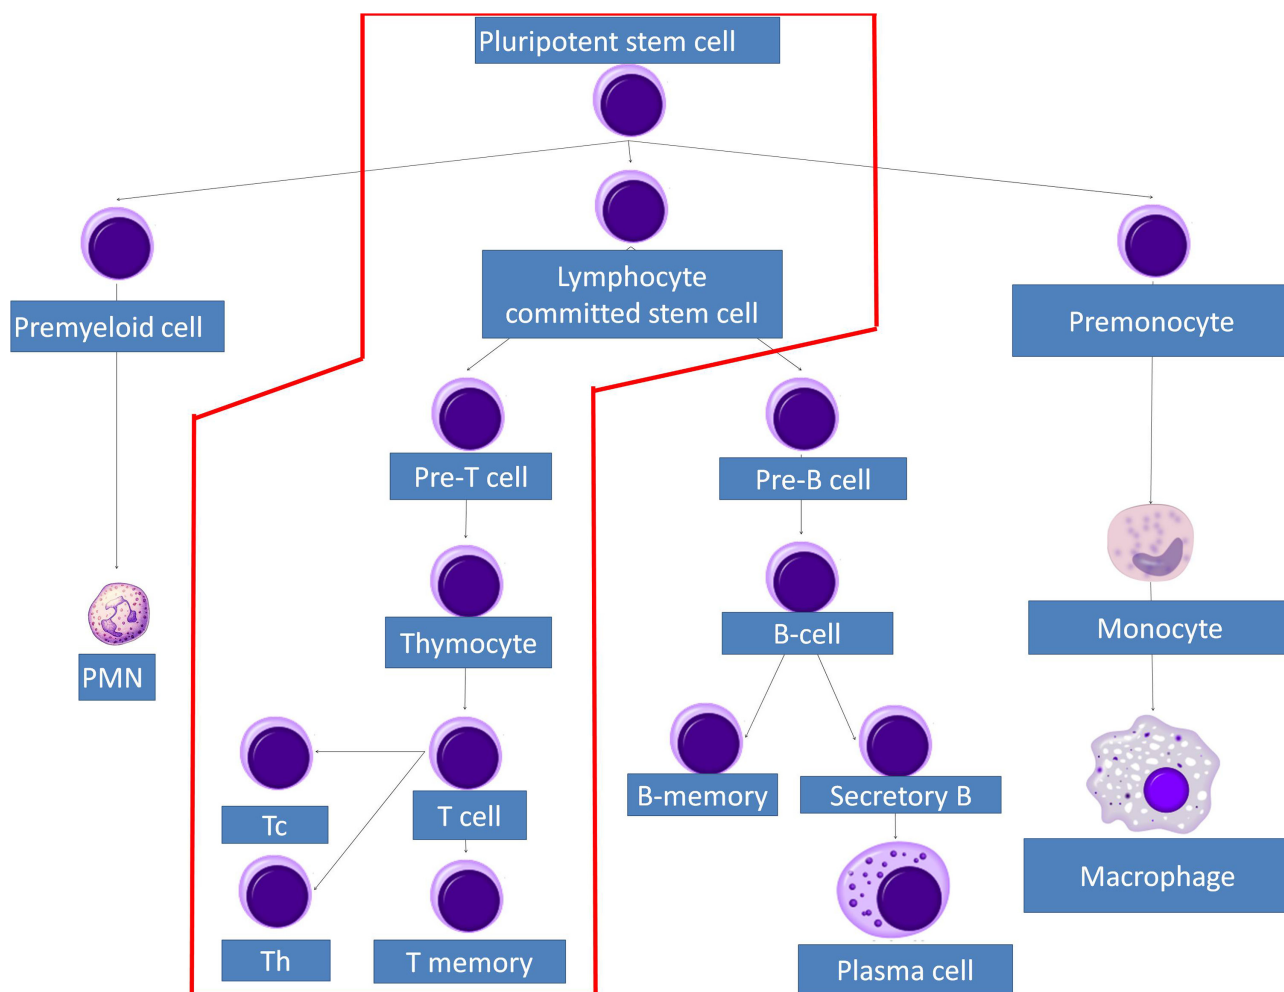 Pluripotent stem cell
Lymphocyte
committed stem cell
Premyeloid cell
Premonocyte
Pre-T cell
Pre-B cell
Thymocyte
B-cell
Monocyte
PMN
Tc
T cell
B-memory
Secretory B
Macrophage
Th
T memory
Plasma cell